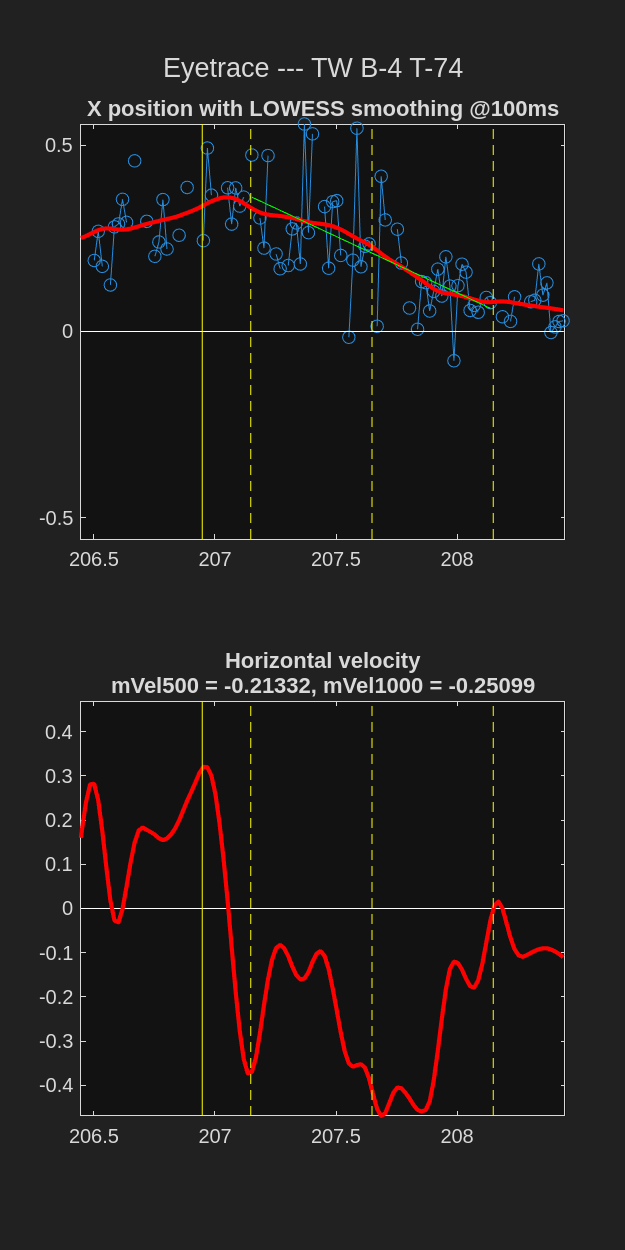 Eyetrace --- TW B-4 T-74
X position with LOWESS smoothing @100ms
0.5
0
-0.5
206.5 207 207.5 208
Horizontal velocity
mVel500 = -0.21332, mVel1000 = -0.25099
0.4
0.3
0.2
0.1
0
-0.1
-0.2
-0.3
-0.4
206.5 207 207.5 208